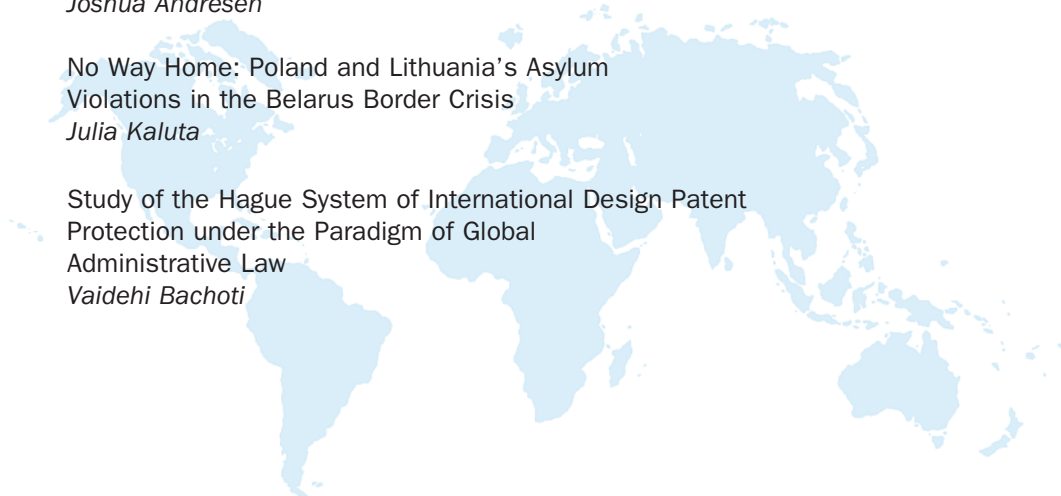 Joshua Andresen
No Way Home: Poland and Lithuania's Asylum
Violations in the Belarus Border Crisis
Julia Kaluta
Study of the Hague System of International Design Patent
Protection under the Paradigm of Global
Administrative Law
Vaidehi Bachoti